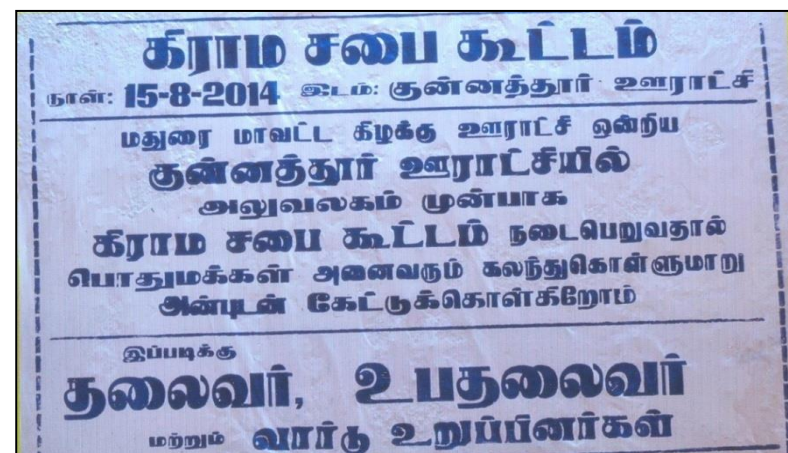 கிராம சபை கூட்டம்
நாள்: 15-8-2014 இடம்: குன்னத்தூர் ஊராட்சி
மதுரை மாவட்ட கிழக்கு ஊராட்சி ஒன்றிய
குன்னத்தூர் ஊராட்சியில்
அலுவலகம் முன்பாக
கிராம சபை கூட்டம் நடைபெறுவதால்
பொதுமக்கள் அனைவரும் கலந்துகொள்ளுமாறு
அன்புடன் கேட்டுக்கொள்கிறோம்
இப்படிக்கு
தலைவர், உபதலைவர்
மற்றும் வார்டு உறுப்பினர்கள்